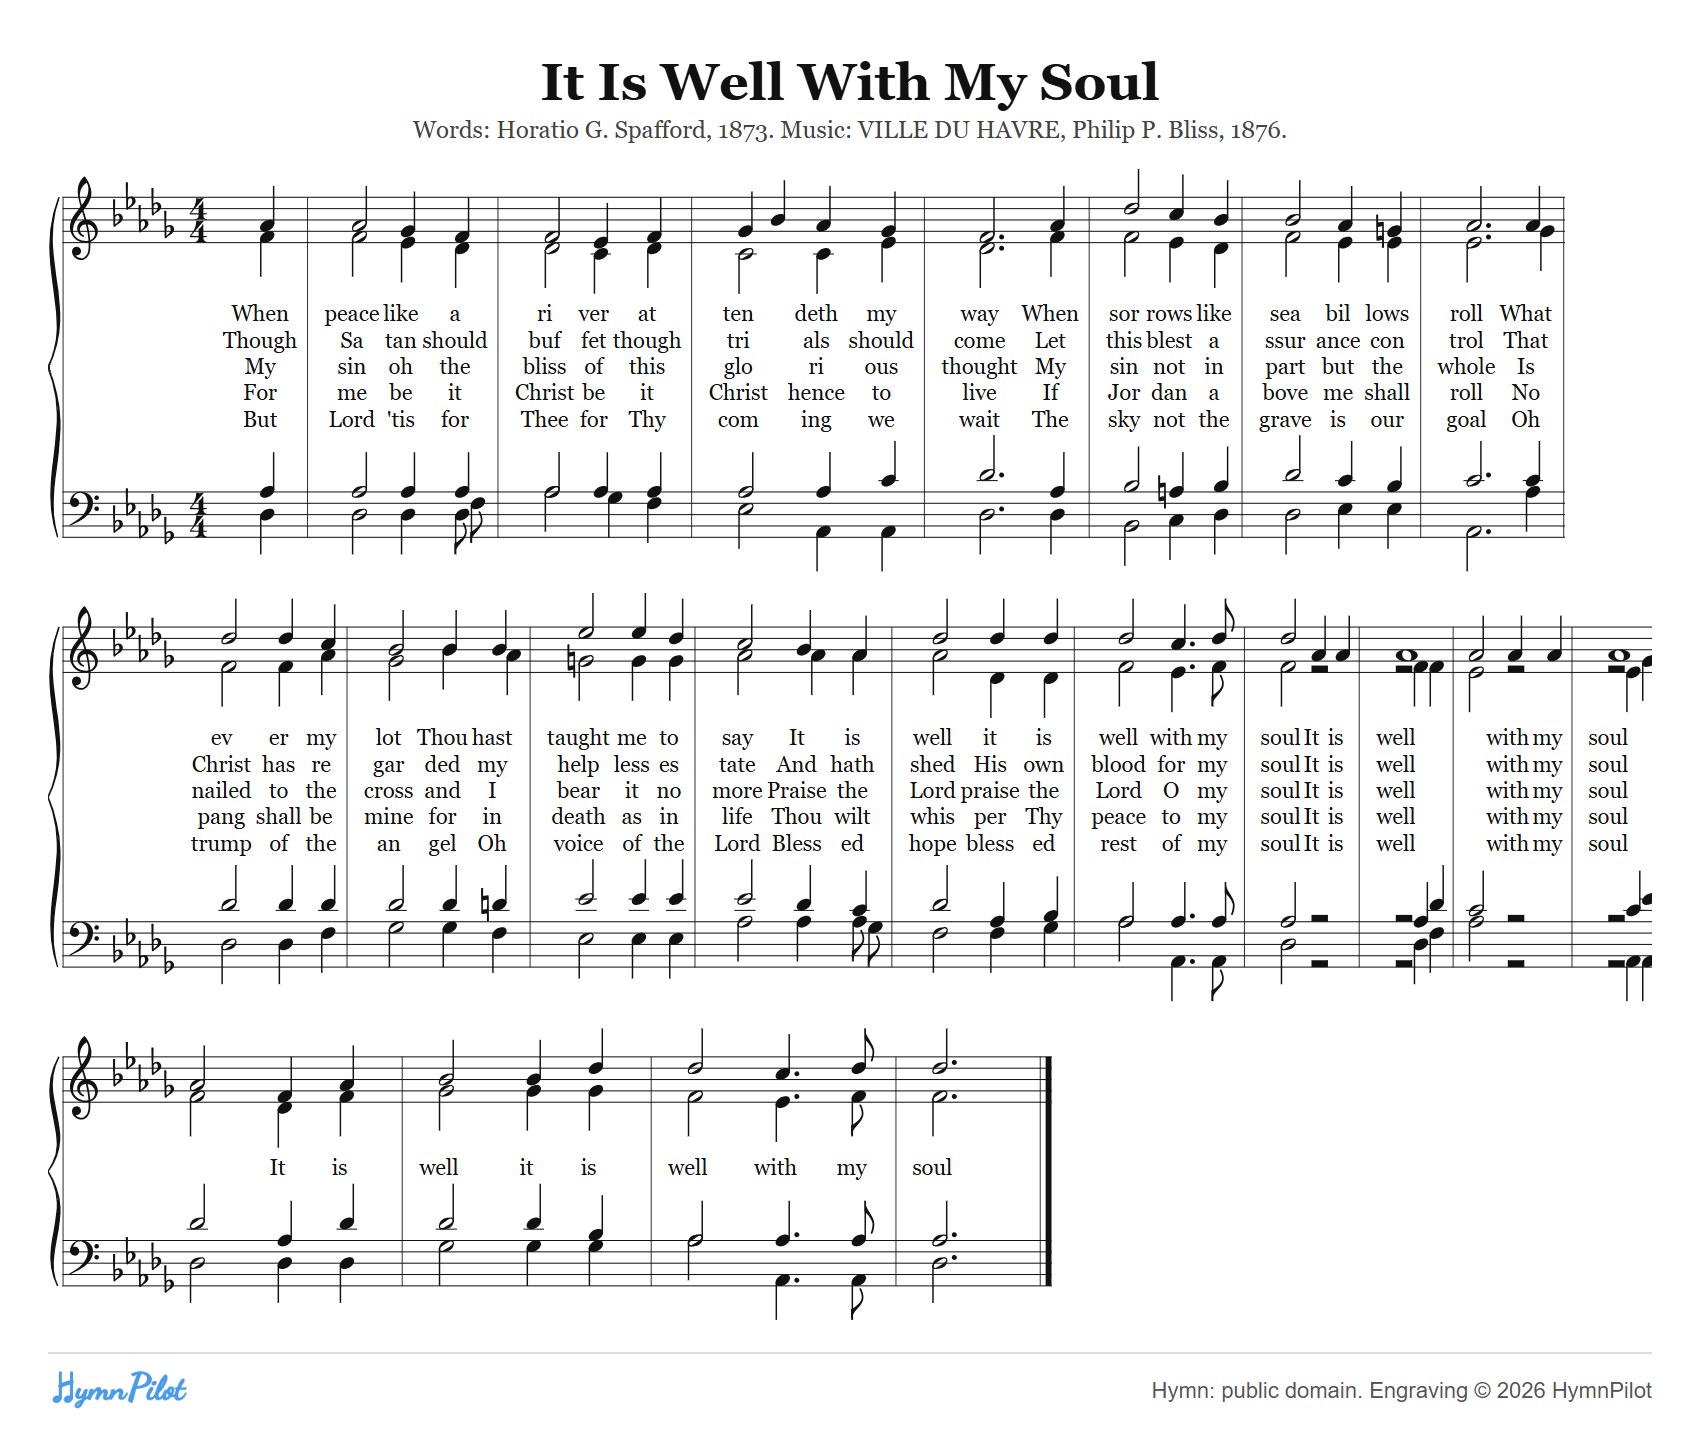 It Is Well With My Soul
Words: Horatio G. Spafford, 1873. Music: VILLE DU HAVRE, Philip P. Bliss, 1876.
When peace like a ri ver at ten deth my way When sor rows like sea bil lows roll What
Though Sa tan should buf fet though tri als should come Let this blest a ssur ance con trol That
My sin oh the bliss of this glo ri ous thought My sin not in part but the whole Is
For me be it Christ be it Christ hence to live If Jor dan a bove me shall roll No
But Lord 'tis for Thee for Thy com ing we wait The sky not the grave is our goal Oh
ev er my lot Thou hast taught me to say It is well it is well with my soul It is well with my soul
Christ has re gar ded my help less es tate And hath shed His own blood for my soul It is well with my soul
nailed to the cross and I bear it no more Praise the Lord praise the Lord O my soul It is well with my soul
pang shall be mine for in death as in life Thou wilt whis per Thy peace to my soul It is well with my soul
trump of the an gel Oh voice of the Lord Bless ed hope bless ed rest of my soul It is well with my soul
It is well it is well with my soul
HymnPilot
Hymn: public domain. Engraving © 2026 HymnPilot